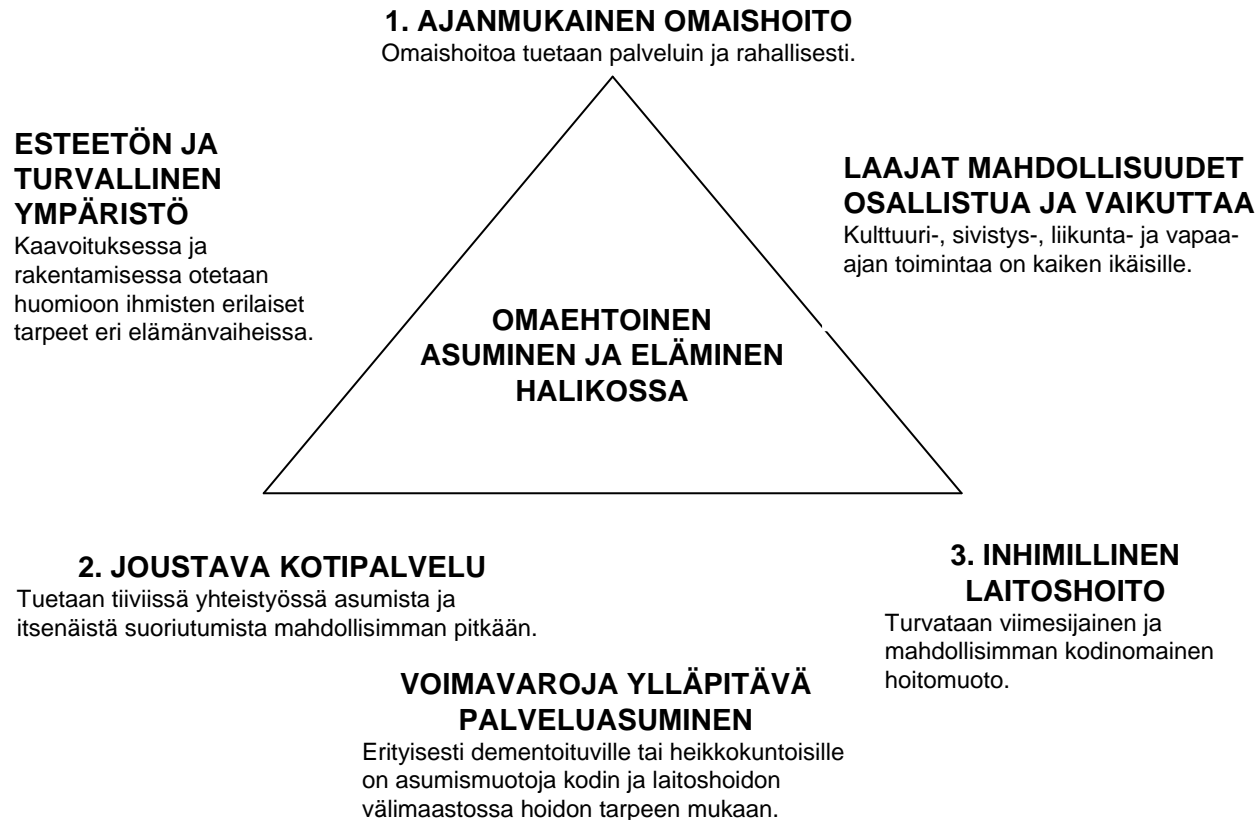 1. AJANMUKAINEN OMAISHOITO
Omaishoitoa tuetaan palveluin ja rahallisesti.
ESTEETÖN JA
TURVALLINEN
YMPÄRISTÖ
Kaavoituksessa ja
rakentamisessa otetaan
huomioon ihmisten erilaiset
tarpeet eri elämänvaiheissa.
LAAJAT MAHDOLLISUUDET
OSALLISTUA JA VAIKUTTAA
Kulttuuri-, sivistys-, liikunta- ja vapaa-
ajan toimintaa on kaiken ikäisille.
OMAEHTOINEN
ASUMINEN JA ELÄMINEN
HALIKOSSA
2. JOUSTAVA KOTIPALVELU
Tuetaan tiiviissä yhteistyössä asumista ja
itsenäistä suoriutumista mahdollisimman pitkään.
3. INHIMILLINEN
LAITOSHOITO
Turvataan viimesijainen ja
mahdollisimman kodinomainen
hoitomuoto.
VOIMAVAROJA YLLÄPITÄVÄ
PALVELUASUMINEN
Erityisesti dementoituville tai heikkokuntoisille
on asumismuotoja kodin ja laitoshoidon
välimaastossa hoidon tarpeen mukaan.